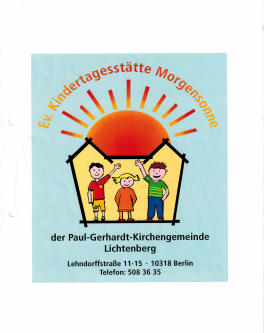 Ev. Kindertagesstätte Morgensonne
der Paul-Gerhardt-Kirchengemeinde
Lichtenberg
Lehndorffstraße 11-15 · 10318 Berlin
Telefon: 508 36 35